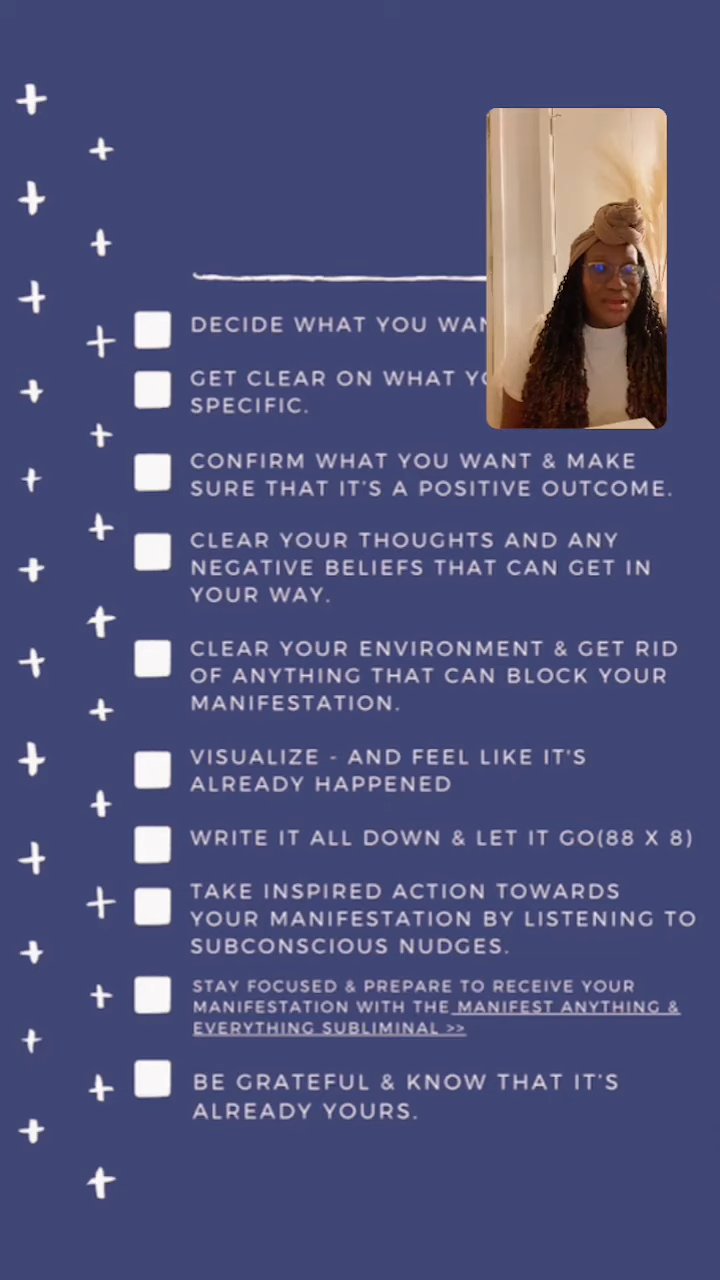 DECIDE WHAT YOU
GET CLEAR ON WHAT
SPECIFIC.
CONFIRM WHAT YOU WANT & MAKE
SURE THAT IT'S A POSITIVE OUTCOME.
CLEAR YOUR THOUGHTS AND ANY
NEGATIVE BELIEFS THAT CAN GET IN
YOUR WAY.
CLEAR YOUR ENVIRONMENT & GET RID
OF ANYTHING THAT CAN BLOCK YOUR
MANIFESTATION.
VISUALIZE - AND FEEL LIKE IT'S
ALREADY HAPPENED
WRITE IT ALL DOWN & LET IT GO(88 X 8)
TAKE INSPIRED ACTION TOWARDS
YOUR MANIFESTATION BY LISTENING TO
SUBCONSCIOUS NUDGES.
STAY FOCUSED & PREPARE TO RECEIVE YOUR
MANIFESTATION WITH THE MANIFEST ANYTHING &
EVERYTHING SUBLIMINAL >>
BE GRATEFUL & KNOW THAT IT'S
ALREADY YOURS.